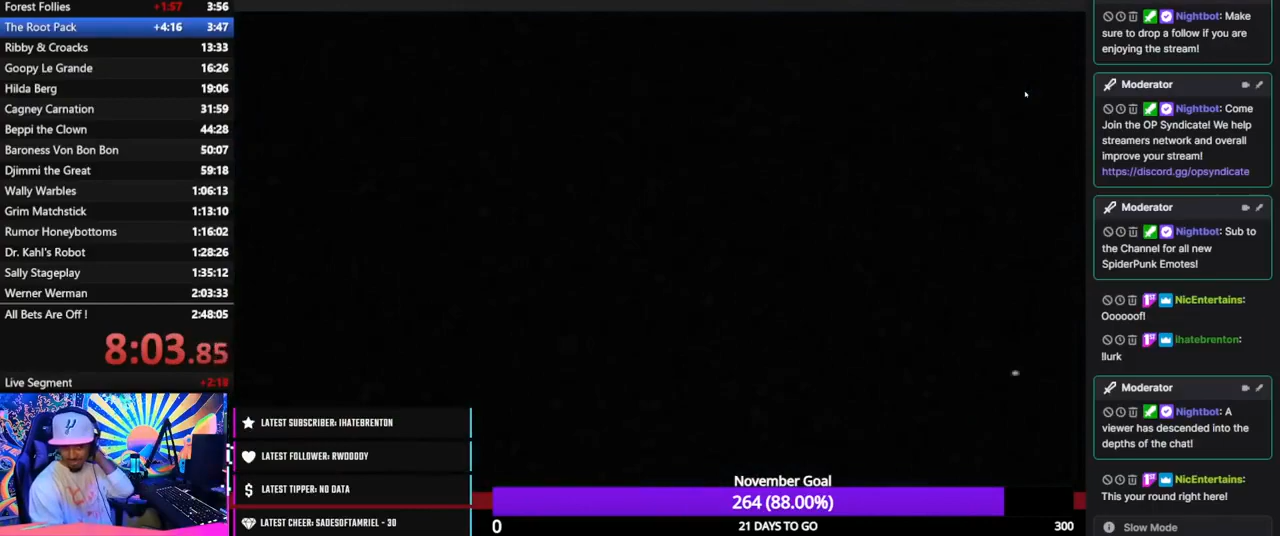 Forest Follies +1:57 3:56
The Root Pack +4:16 3:47
Ribby & Croacks 13:33
Goopy Le Grande 16:26
Hilda Berg 19:06
Cagney Carnation 31:59
Beppi the Clown 44:28
Baroness Von Bon Bon 50:07
Djimmi the Great 59:18
Wally Warbles 1:06:13
Grim Matchstick 1:13:10
Rumor Honeybottoms 1:16:02
Dr. Kahl's Robot 1:28:26
Sally Stageplay 1:35:12
Werner Werman 2:03:33
All Bets Are Off ! 2:48:05
8:03.85
Live Segment +2:18
LATEST SUBSCRIBER: IHATEBRENTON
LATEST FOLLOWER: RWDDDDY
LATEST TIPPER: NO DATA
LATEST CHEER: SADESOFTAMRIEL - 30
November Goal
264 (88.00%)
0 21 DAYS TO GO 300
Nightbot: Make
sure to drop a follow if you are
enjoying the stream!
Moderator
Nightbot: Come
Join the OP Syndicate! We help
streamers network and overall
improve your stream!
https://discord.gg/opsyndicate
Moderator
Nightbot: Sub to
the Channel for all new
SpiderPunk Emotes!
NicEntertains:
Oooooof!
ihatebrenton:
!lurk
Moderator
Nightbot: A
viewer has descended into the
depths of the chat!
NicEntertains:
This your round right here!
Slow Mode